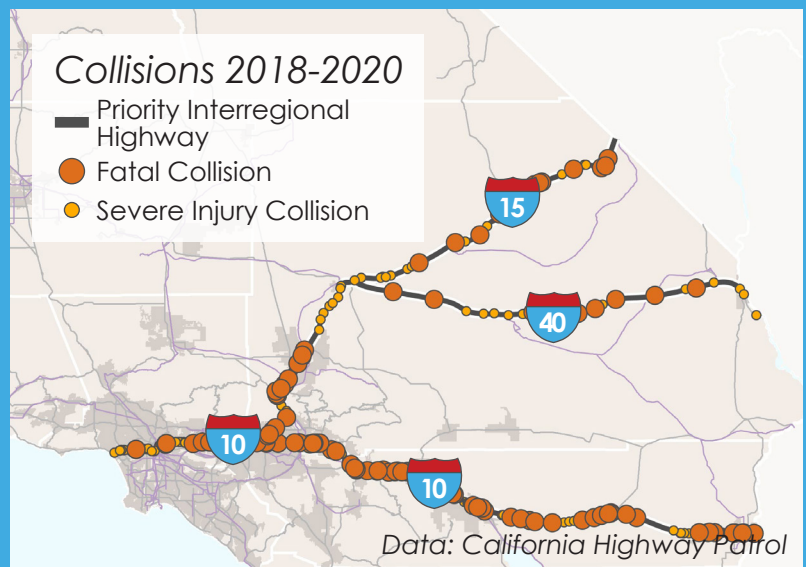 Collisions 2018-2020
Priority Interregional
Highway
Fatal Collision
Severe Injury Collision
15
40
10
10
Data: California Highway Patrol